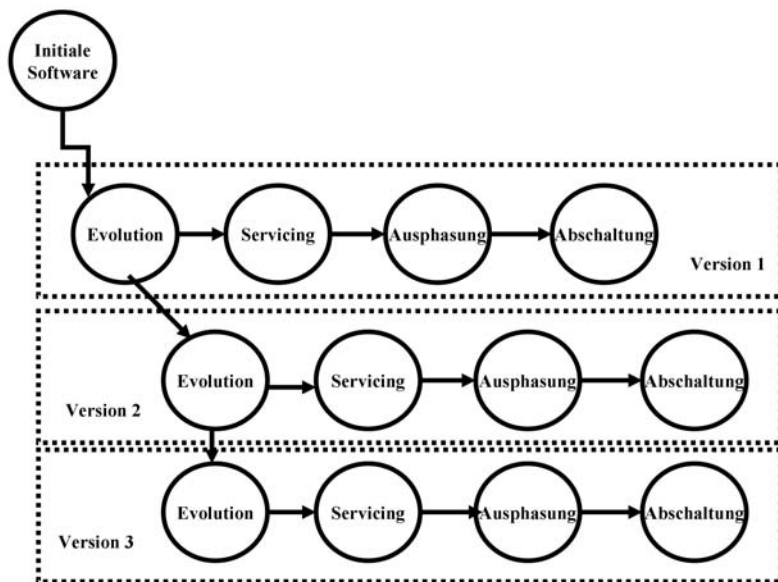 Initiale
Software
Evolution
Servicing
Ausphasung
Abschaltung
Version 1
Evolution
Servicing
Ausphasung
Abschaltung
Version 2
Evolution
Servicing
Ausphasung
Abschaltung
Version 3